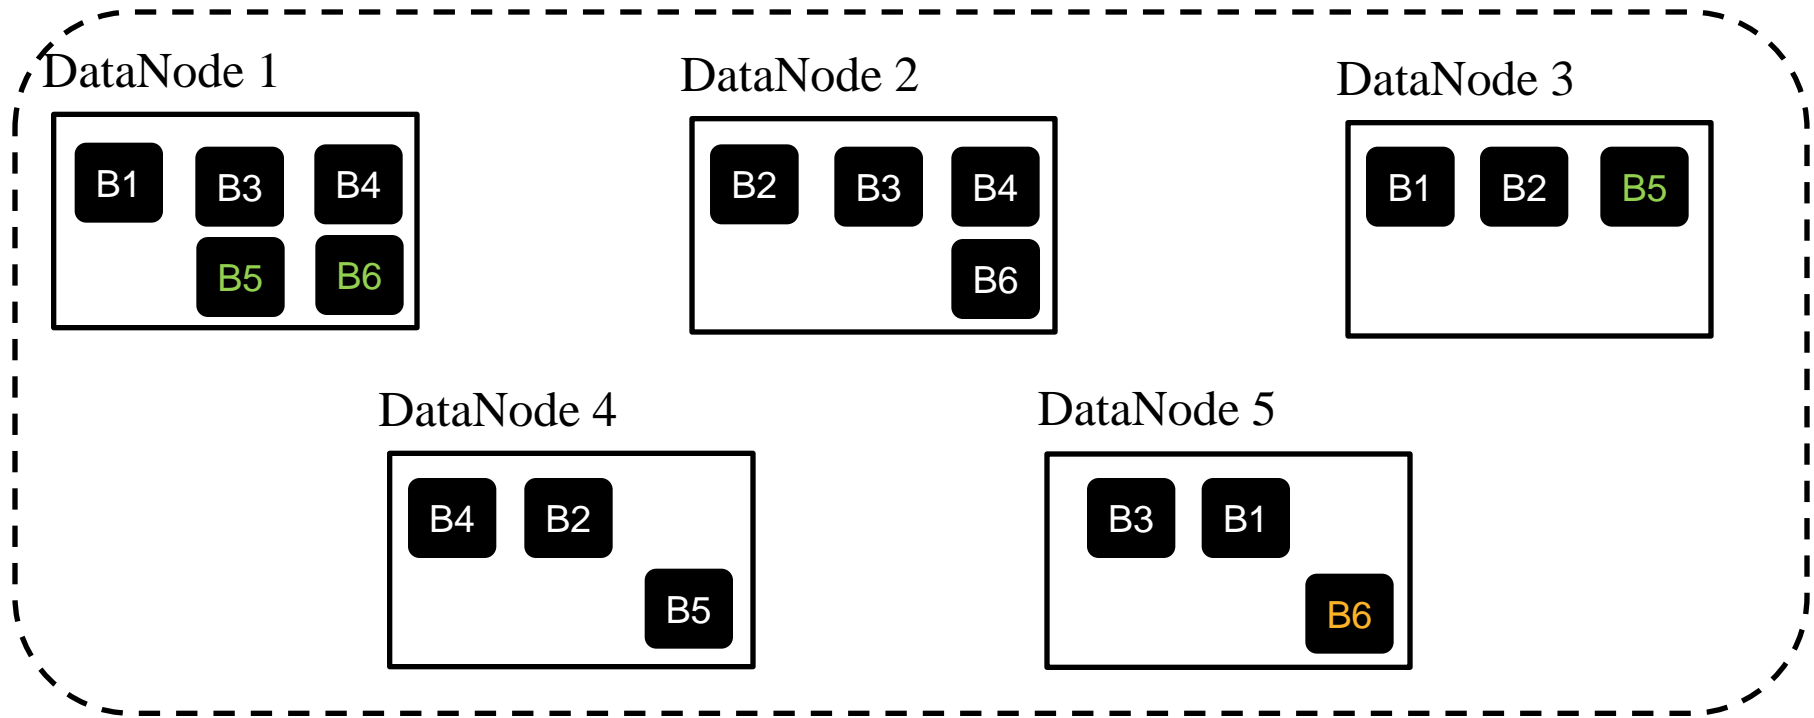 DataNode 1
B1 B3 B4
B5 B6
DataNode 2
B2 B3 B4
B6
DataNode 3
B1 B2 B5
DataNode 4
B4 B2
B5
DataNode 5
B3 B1
B6